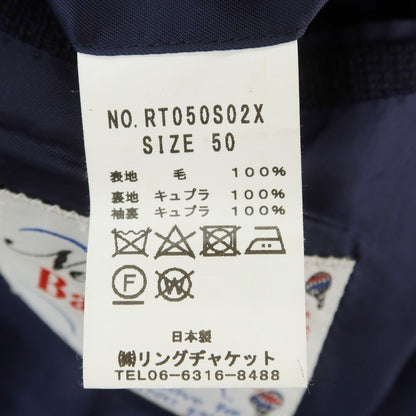 NO. RT050S02X
SIZE 50
表地 毛 100%
裏地 キュプラ 100%
袖裏 キュプラ 100%
F W
日本製
㈱リングヂャケット
TEL06-6316-8488